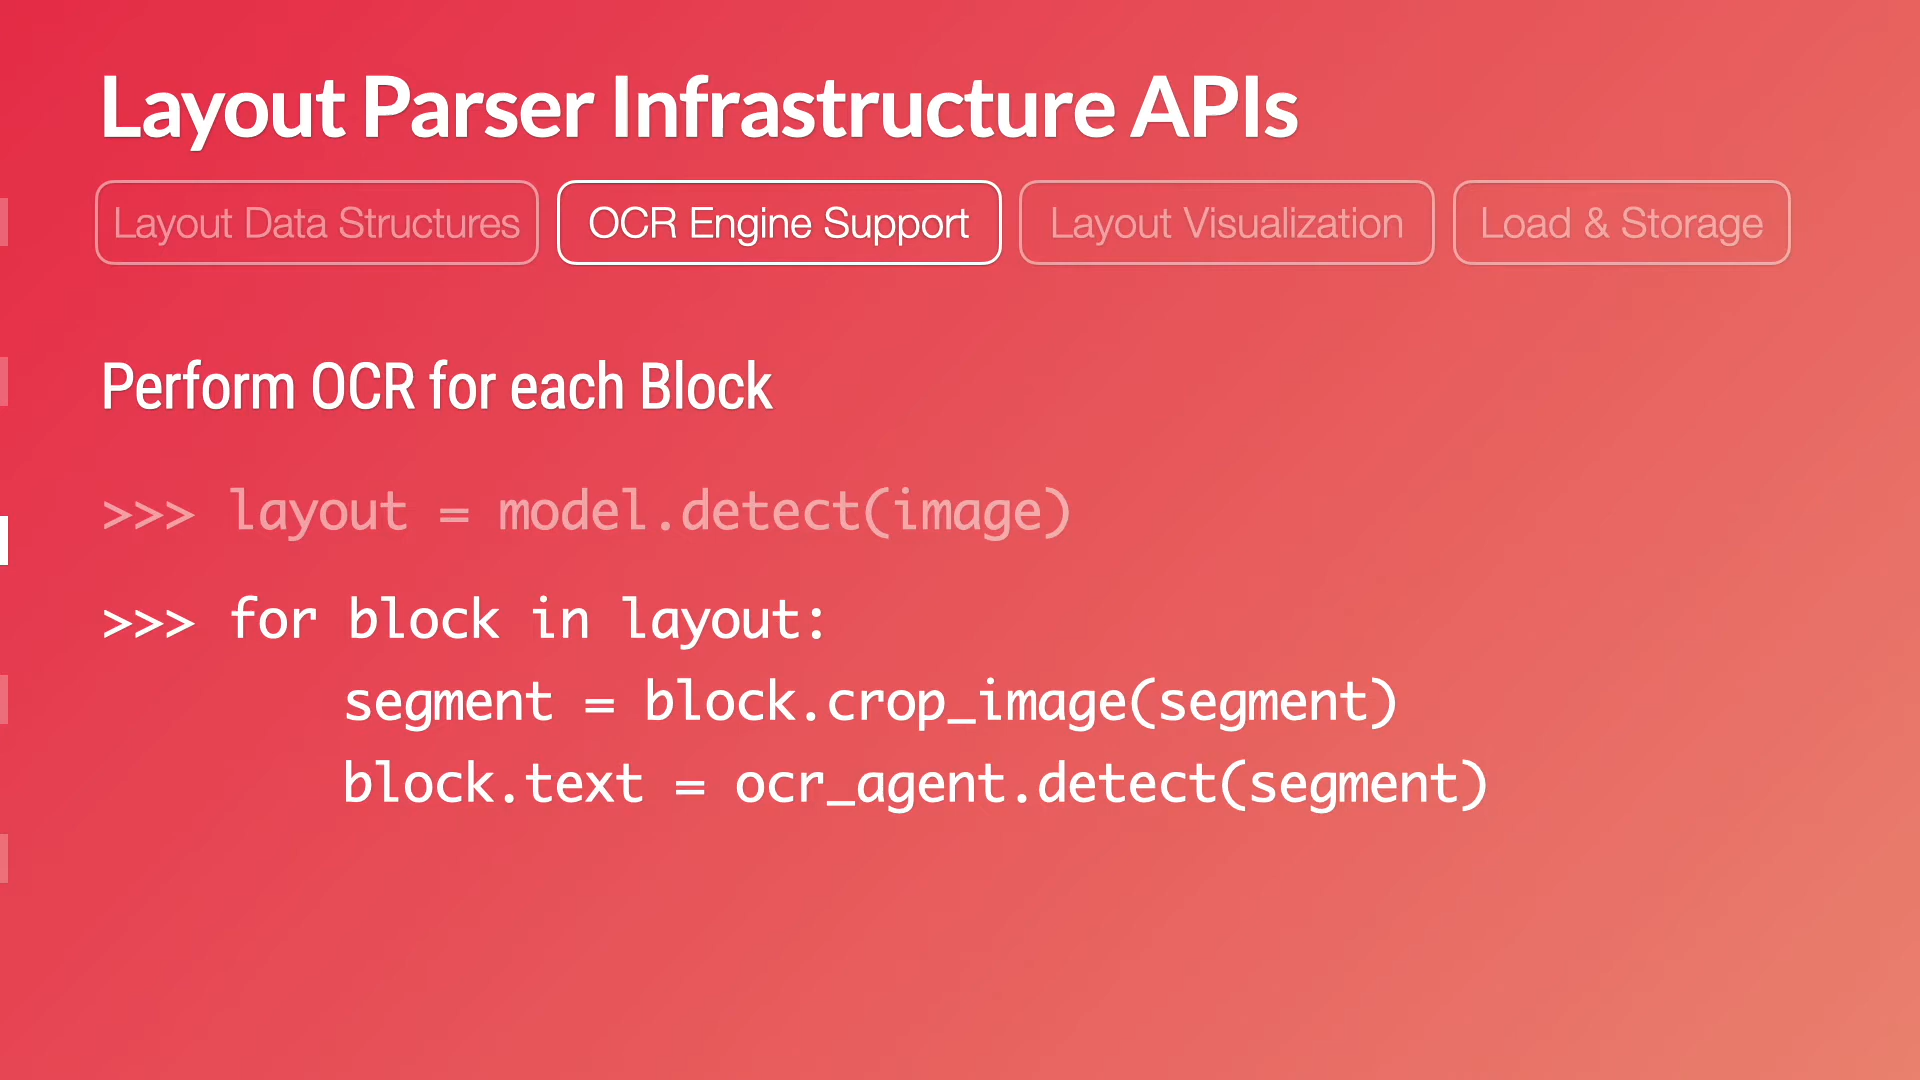 Layout Parser Infrastructure APIs
Layout Data Structures OCR Engine Support Layout Visualization Load & Storage
Perform OCR for each Block
>>> layout = model.detect(image)
>>> for block in layout:
segment = block.crop_image(segment)
block.text = ocr_agent.detect(segment)